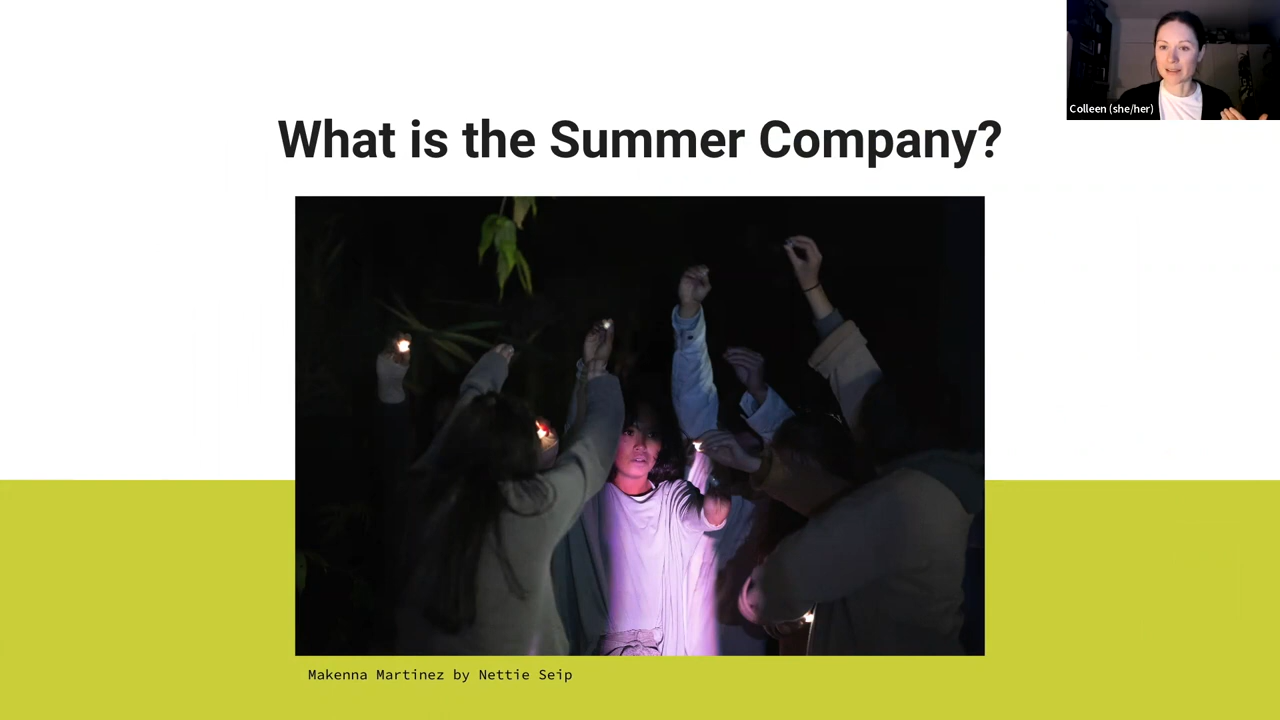 Colleen (she/her)
What is the Summer Company?
Makenna Martinez by Nettie Seip